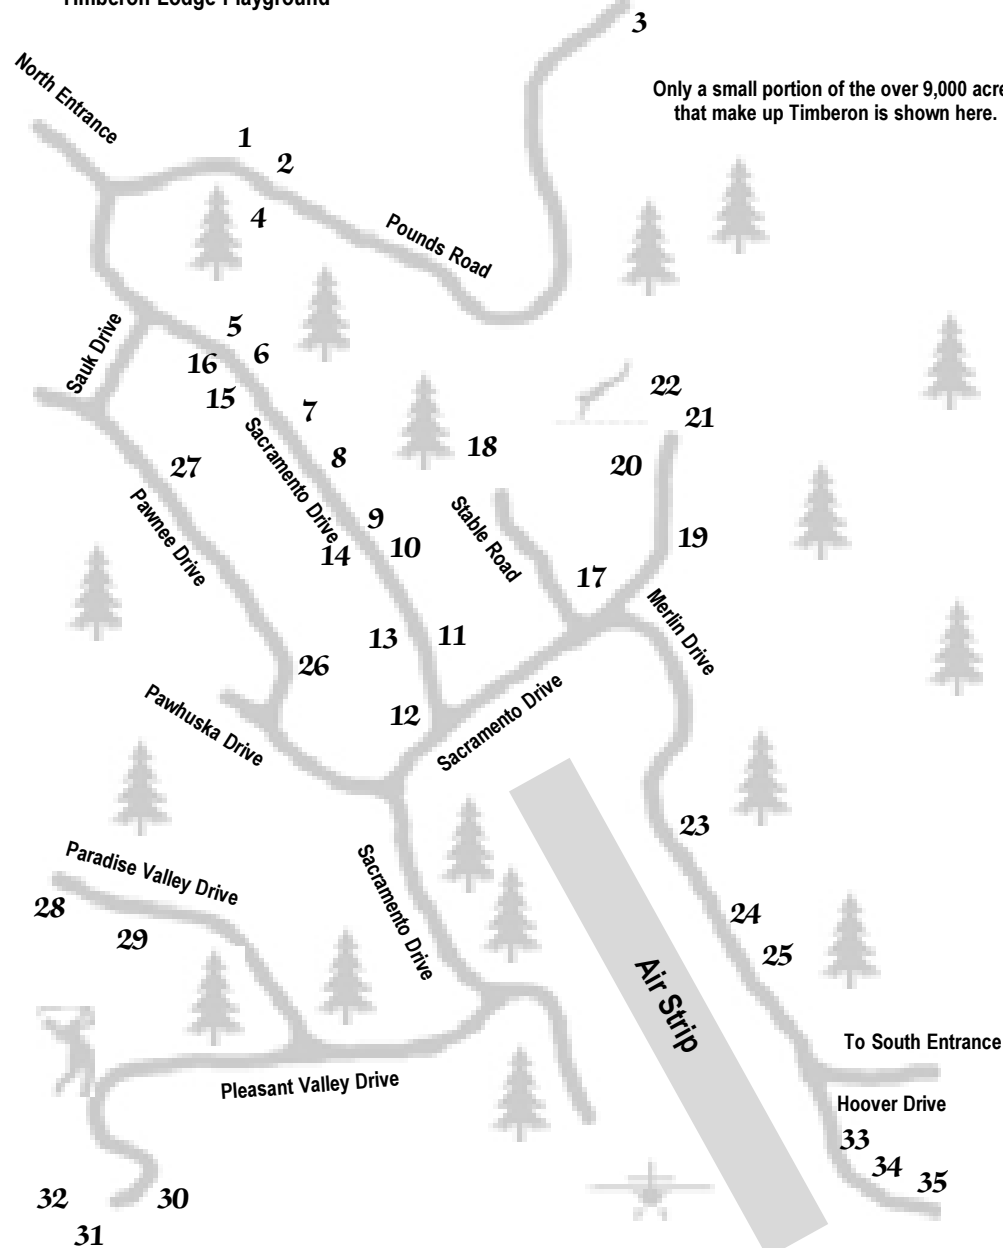 Timberon Lodge Playground
3
North Entrance
Only a small portion of the over 9,000 acre
that make up Timberon is shown here.
1
2
4
Pounds Road
5
6
16
15
Sauk Drive
7
22
21
Sacramento Drive
8
18
20
27
Pawnee Drive
9
10
14
Stable Road
19
17
Merlin Drive
13
11
26
12
Pawhuska Drive
Sacramento Drive
23
Sacramento Drive
Paradise Valley Drive
28
29
24
25
Air Strip
To South Entrance
Pleasant Valley Drive
Hoover Drive
33
34
35
32
30
31